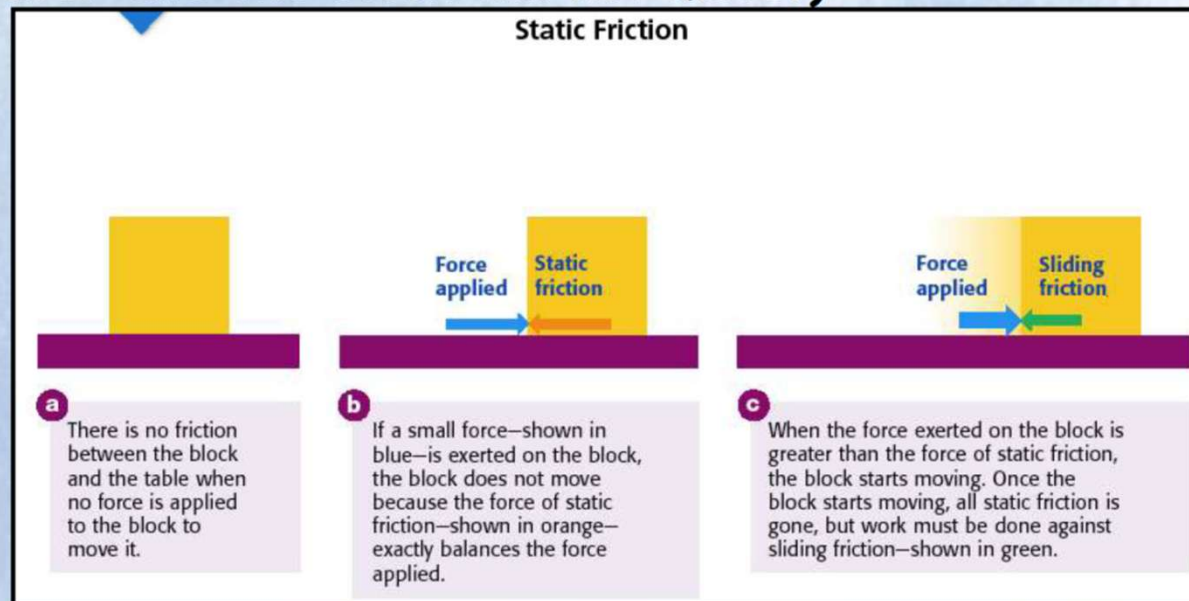 Static Friction
Force applied
Static friction
Force applied
Sliding friction
a
There is no friction
between the block
and the table when
no force is applied
to the block to
move it.
b
If a small force—shown in
blue—is exerted on the block,
the block does not move
because the force of static
friction—shown in orange—
exactly balances the force
applied.
c
When the force exerted on the block is
greater than the force of static friction,
the block starts moving. Once the
block starts moving, all static friction is
gone, but work must be done against
sliding friction—shown in green.